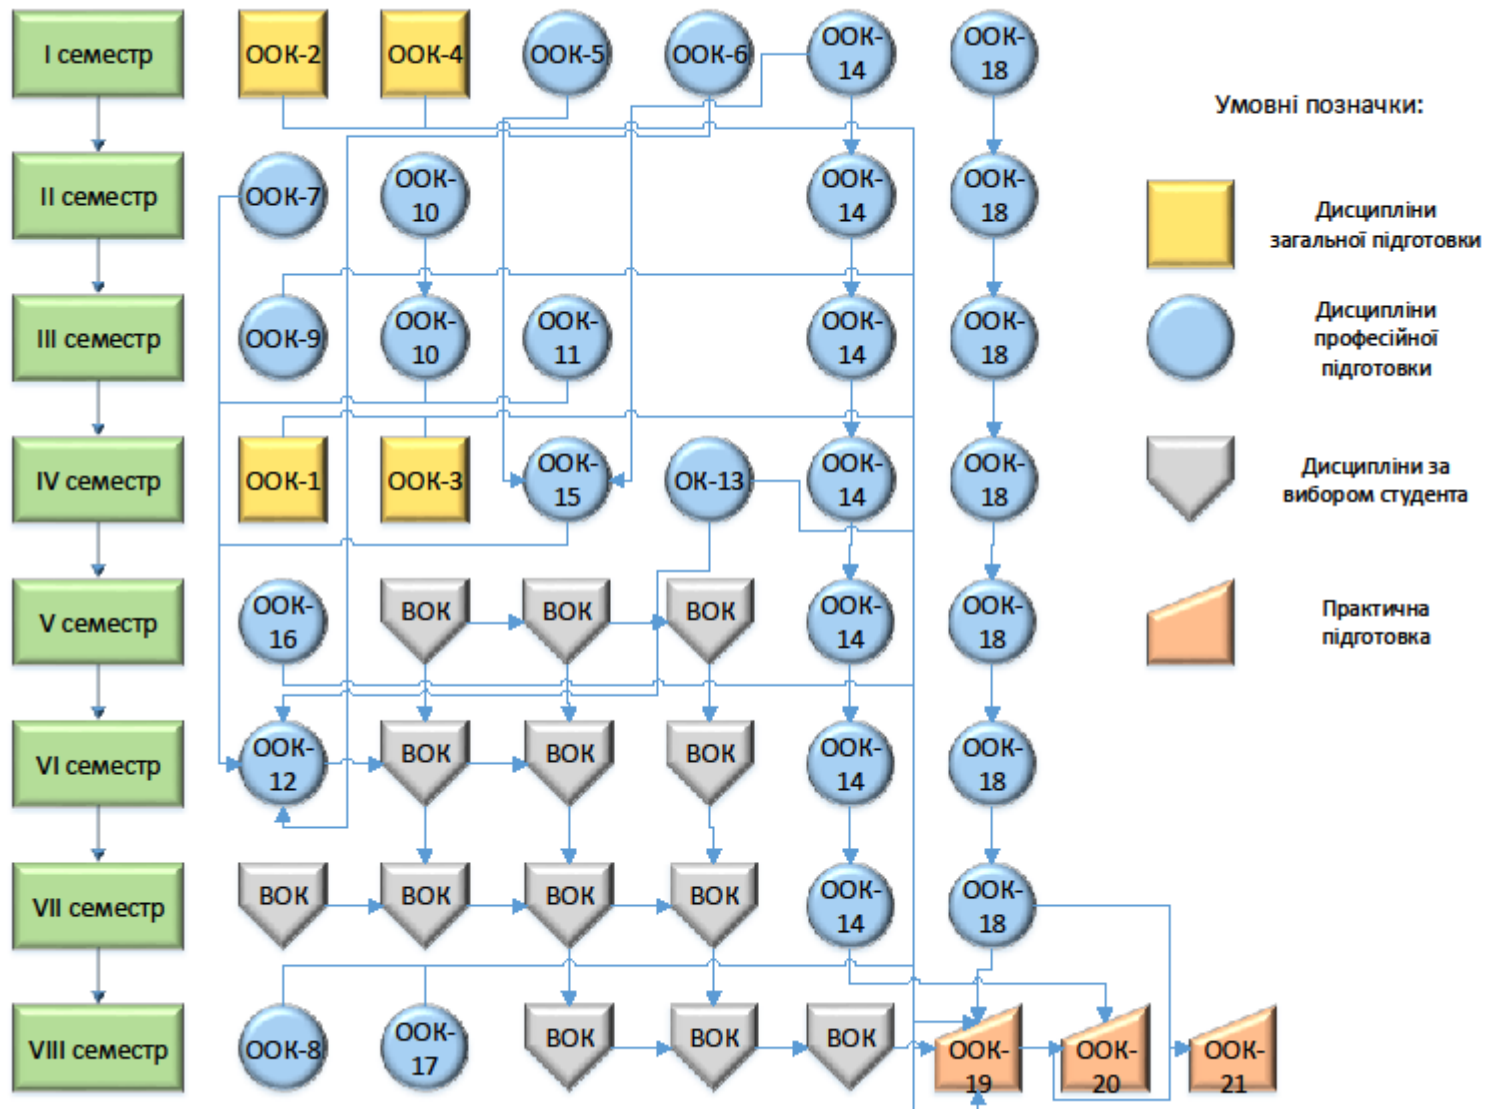 I семестр
ООК-2
ООК-4
ООК-5
ООК-6
ООК-
14
ООК-
18
Умовні позначки:
II семестр
ООК-7
ООК-
10
ООК-
14
ООК-
18
Дисципліни
загальної підготовки
III семестр
ООК-9
ООК-
10
ООК-
11
ООК-
14
ООК-
18
Дисципліни
професійної
підготовки
IV семестр
ООК-1
ООК-3
ООК-
15
ОК-13
ООК-
14
ООК-
18
Дисципліни за
вибором студента
V семестр
ООК-
16
ВОК
ВОК
ВОК
ООК-
14
ООК-
18
Практична
підготовка
VI семестр
ООК-
12
ВОК
ВОК
ВОК
ООК-
14
ООК-
18
VII семестр
ВОК
ВОК
ВОК
ВОК
ООК-
14
ООК-
18
VIII семестр
ООК-8
ООК-
17
ВОК
ВОК
ВОК
ООК-
19
ООК-
20
ООК-
21